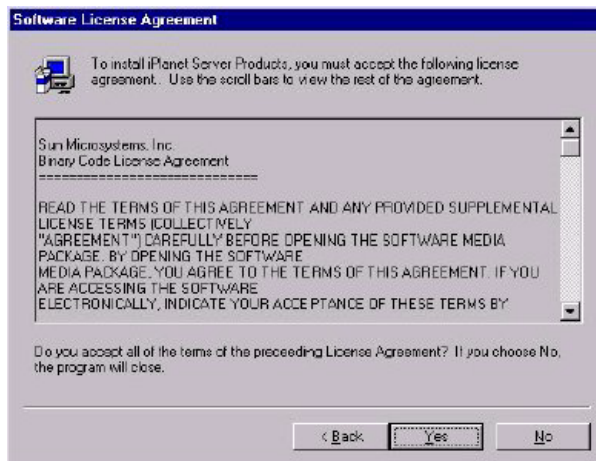 Software License Agreement
To install iPlanet Server Products, you must accept the following license
agreement.. Use the scroll bars to view the rest of the agreement.
Sun Microsystems, Inc.
Binary Code License Agreement
============================
READ THE TERMS OF THIS AGREEMENT AND ANY PROVIDED SUPPLEMENTAL
LICENSE TERMS (COLLECTIVELY
"AGREEMENT") CAREFULLY BEFORE OPENING THE SOFTWARE MEDIA
PACKAGE. BY OPENING THE SOFTWARE
MEDIA PACKAGE, YOU AGREE TO THE TERMS OF THIS AGREEMENT. IF YOU
ARE ACCESSING THE SOFTWARE
ELECTRONICALLY, INDICATE YOUR ACCEPTANCE OF THESE TERMS BY
Do you accept all of the terms of the preceeding License Agreement? If you choose No,
the program will close.
< Back Yes No